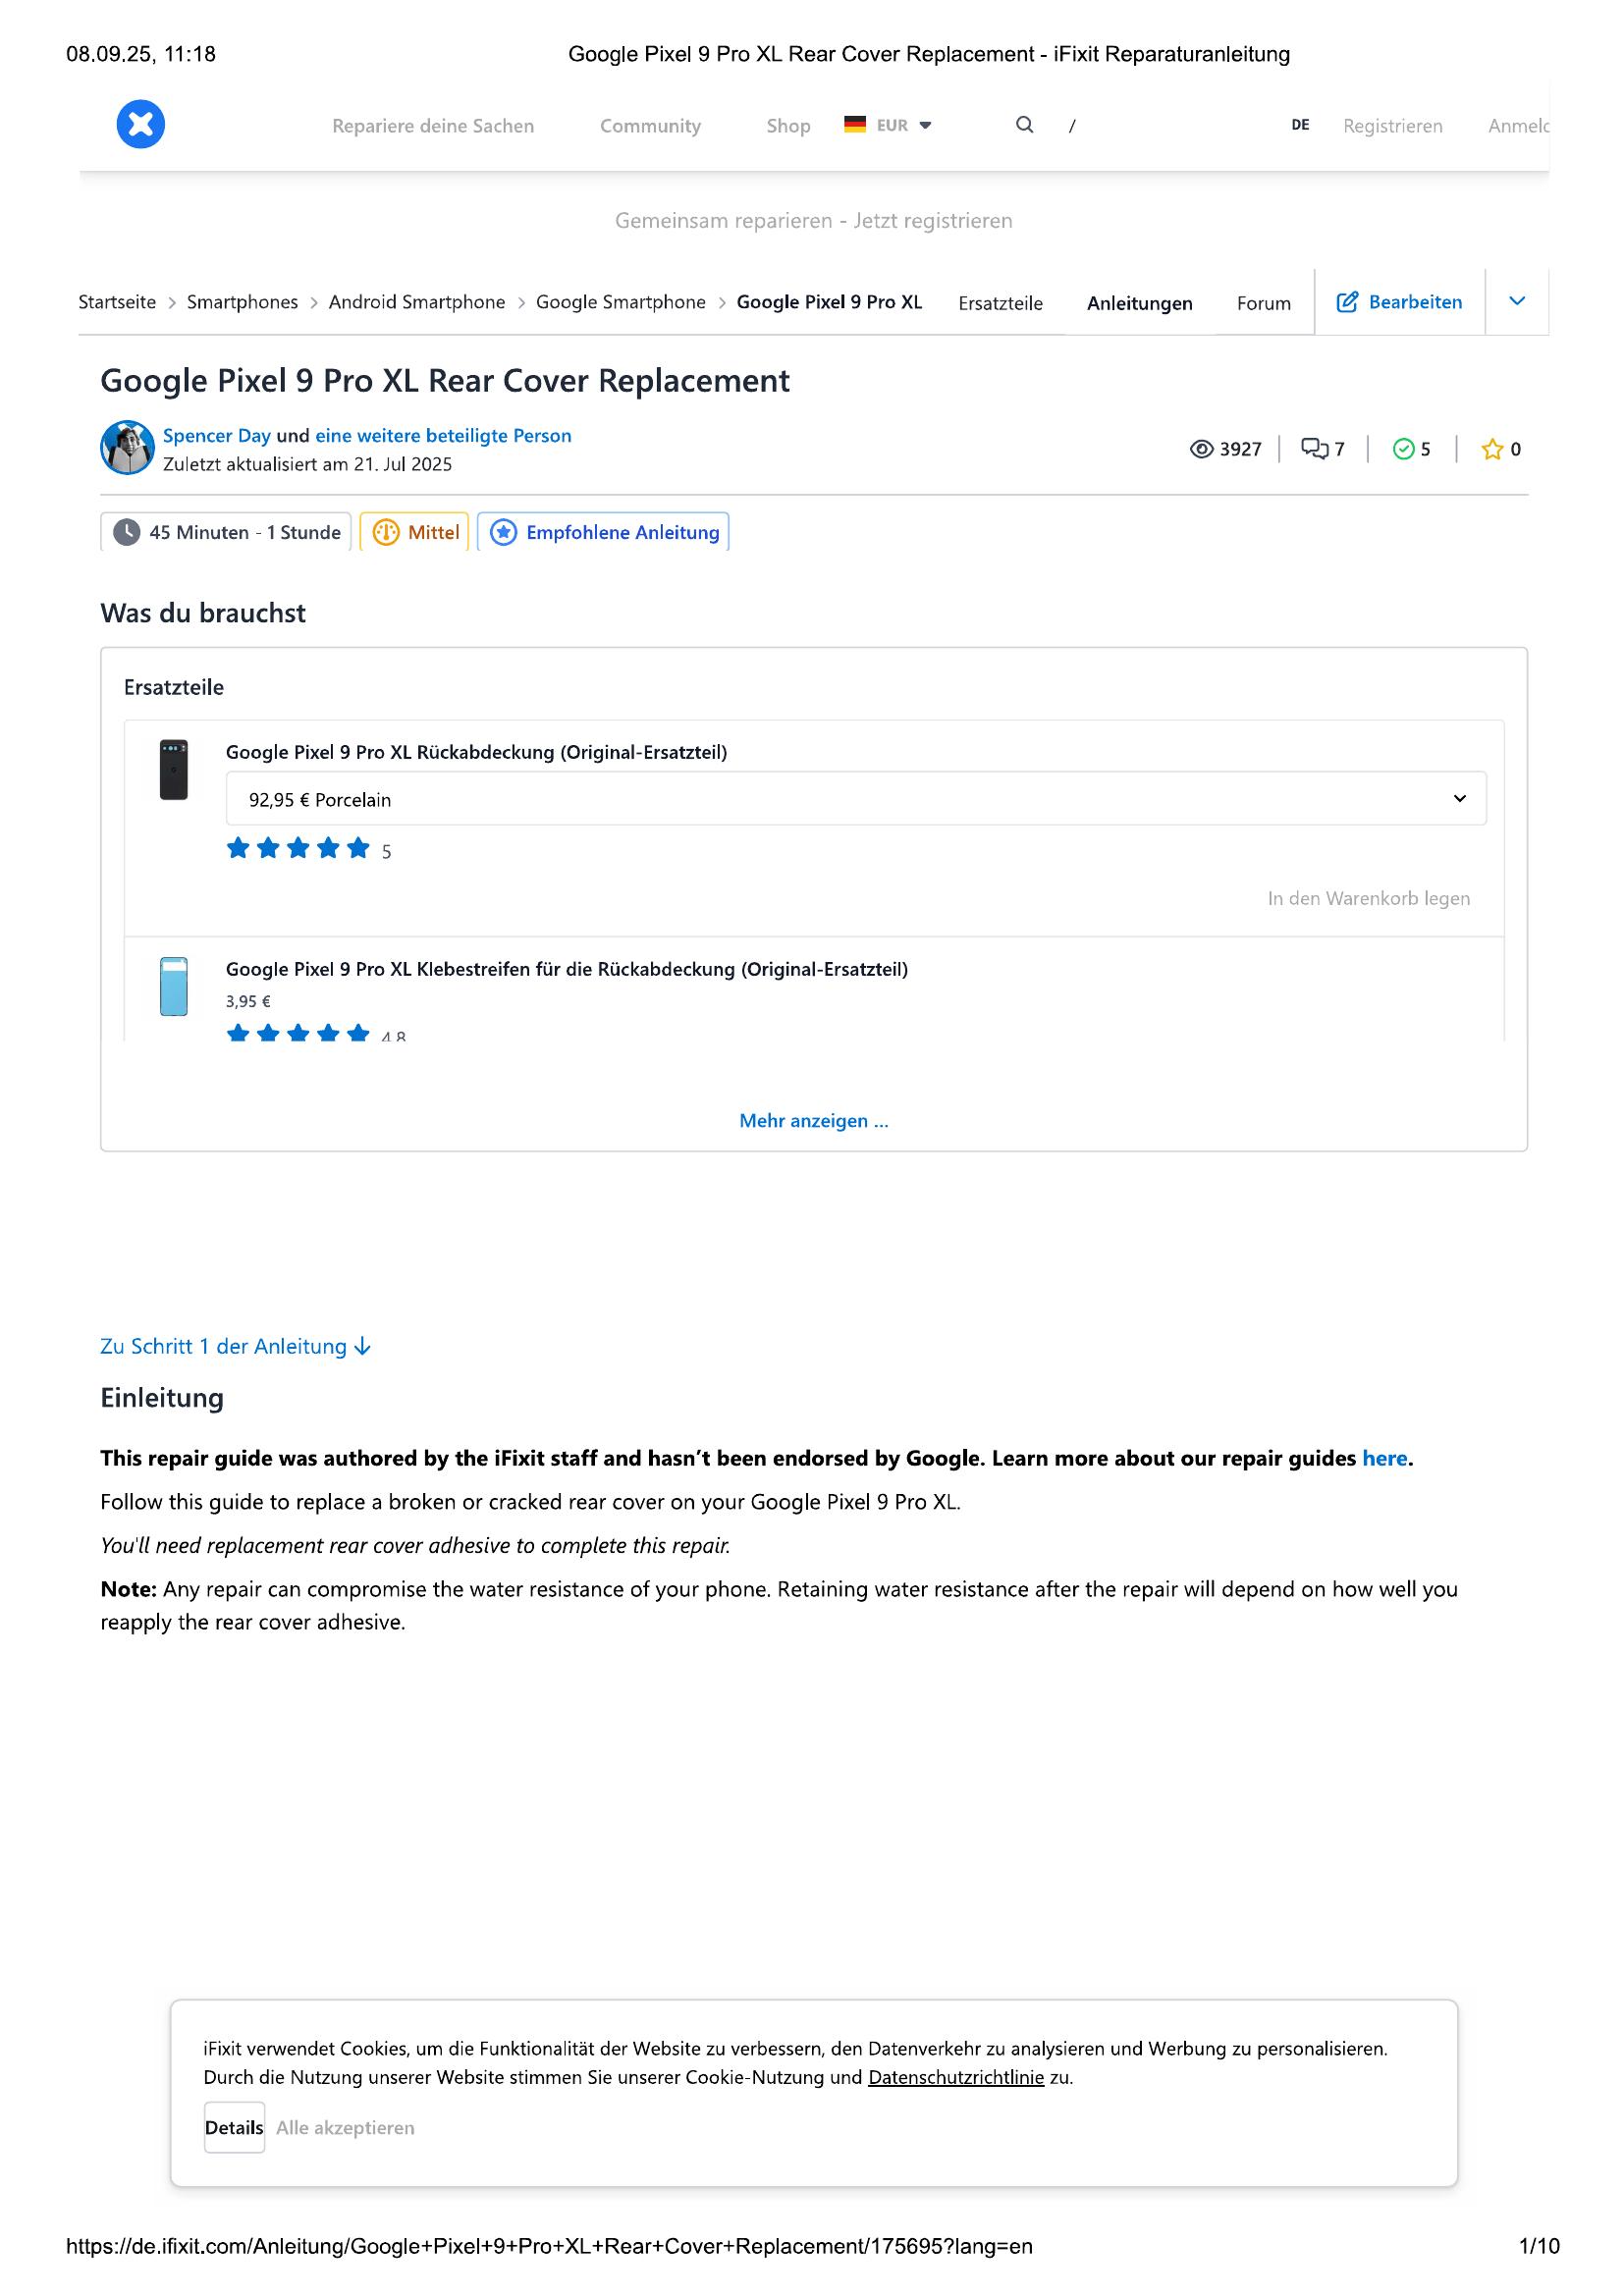 08.09.25, 11:18
Google Pixel 9 Pro XL Rear Cover Replacement - iFixit Reparaturanleitung
Repariere deine Sachen
Community
Shop
EUR
/
DE
Registrieren
Anmeld
Gemeinsam reparieren - Jetzt registrieren
Startseite > Smartphones > Android Smartphone > Google Smartphone > Google Pixel 9 Pro XL
Ersatzteile
Anleitungen
Forum
Bearbeiten
Google Pixel 9 Pro XL Rear Cover Replacement
Spencer Day und eine weitere beteiligte Person
Zuletzt aktualisiert am 21. Jul 2025
3927
7
5
0
45 Minuten - 1 Stunde
Mittel
Empfohlene Anleitung
Was du brauchst
Ersatzteile
Google Pixel 9 Pro XL Rückabdeckung (Original-Ersatzteil)
92,95 € Porcelain
5
In den Warenkorb legen
Google Pixel 9 Pro XL Klebestreifen für die Rückabdeckung (Original-Ersatzteil)
3,95 €
4.8
Mehr anzeigen ...
Zu Schritt 1 der Anleitung ↓
Einleitung
This repair guide was authored by the iFixit staff and hasn’t been endorsed by Google. Learn more about our repair guides here.
Follow this guide to replace a broken or cracked rear cover on your Google Pixel 9 Pro XL.
You'll need replacement rear cover adhesive to complete this repair.
Note: Any repair can compromise the water resistance of your phone. Retaining water resistance after the repair will depend on how well you
reapply the rear cover adhesive.
iFixit verwendet Cookies, um die Funktionalität der Website zu verbessern, den Datenverkehr zu analysieren und Werbung zu personalisieren.
Durch die Nutzung unserer Website stimmen Sie unserer Cookie-Nutzung und Datenschutzrichtlinie zu.
Details
Alle akzeptieren
https://de.ifixit.com/Anleitung/Google+Pixel+9+Pro+XL+Rear+Cover+Replacement/175695?lang=en
1/10